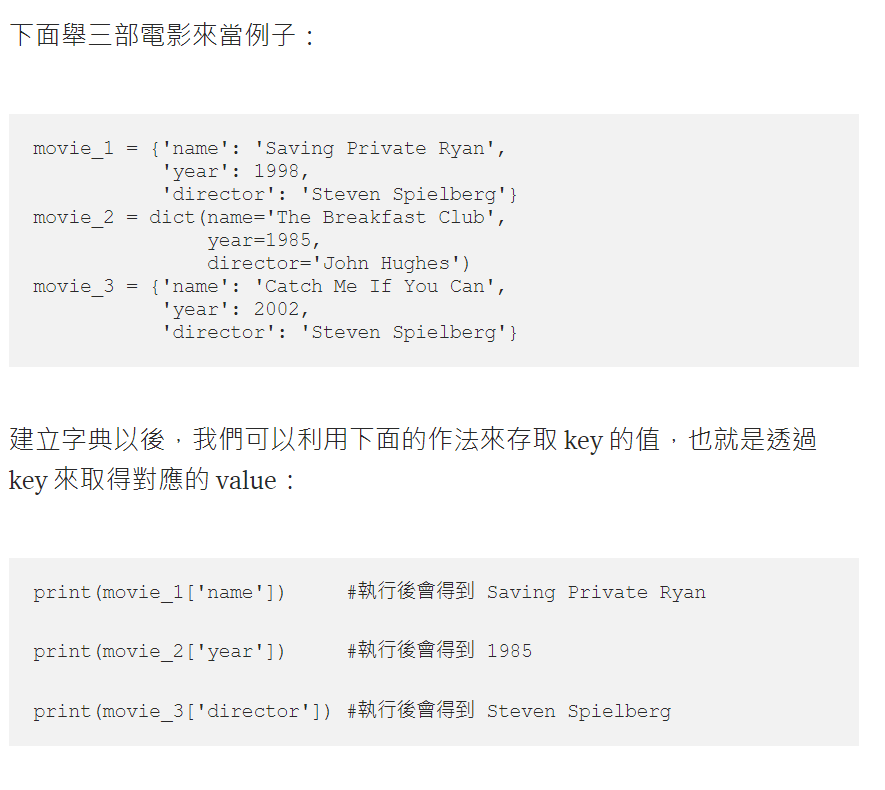 下面舉三部電影來當例子：
movie_1 = {'name': 'Saving Private Ryan',
           'year': 1998,
           'director': 'Steven Spielberg'}
movie_2 = dict(name='The Breakfast Club',
               year=1985,
               director='John Hughes')
movie_3 = {'name': 'Catch Me If You Can',
           'year': 2002,
           'director': 'Steven Spielberg'}
建立字典以後，我們可以利用下面的作法來存取 key 的值，也就是透過
key 來取得對應的 value：
print(movie_1['name'])     #執行後會得到 Saving Private Ryan
print(movie_2['year'])     #執行後會得到 1985
print(movie_3['director']) #執行後會得到 Steven Spielberg